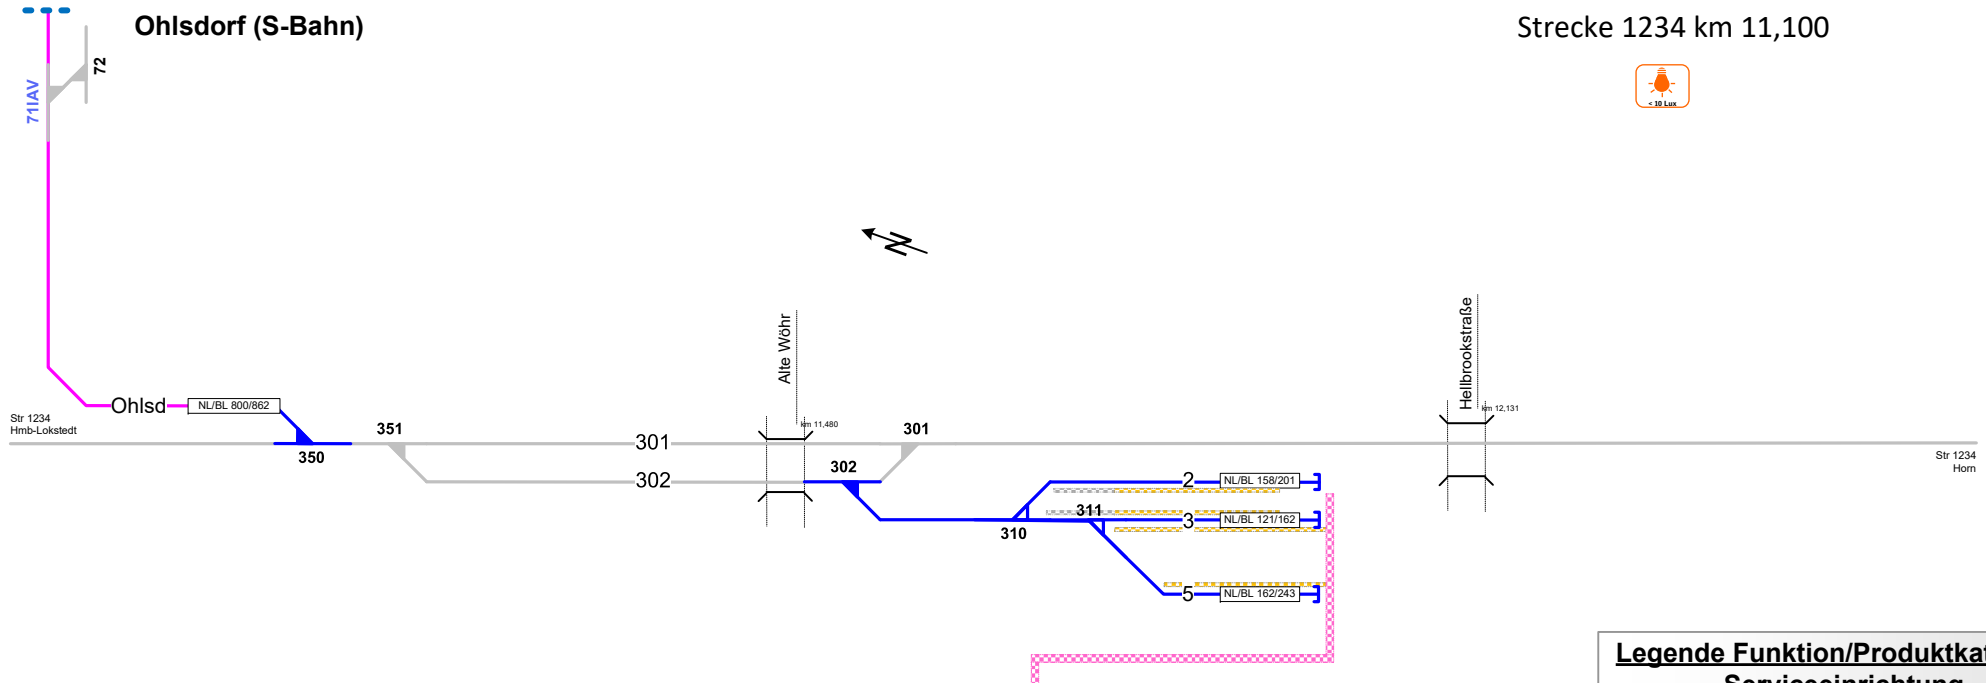 Ohlsdorf (S-Bahn)
Strecke 1234 km 11,100
< 10 Lux
72
71IAV
N
Alte Wöhr
Hellbrookstraße
km 12,131
Ohlsd
NL/BL 800/862
Str 1234
Hmb-Lokstedt
km 11,480
351
301
301
350
302
302
Str 1234
Horn
2
NL/BL 158/201
311
3
NL/BL 121/162
310
5
NL/BL 162/243
Legende Funktion/Produktka
Serviceeinrichtung